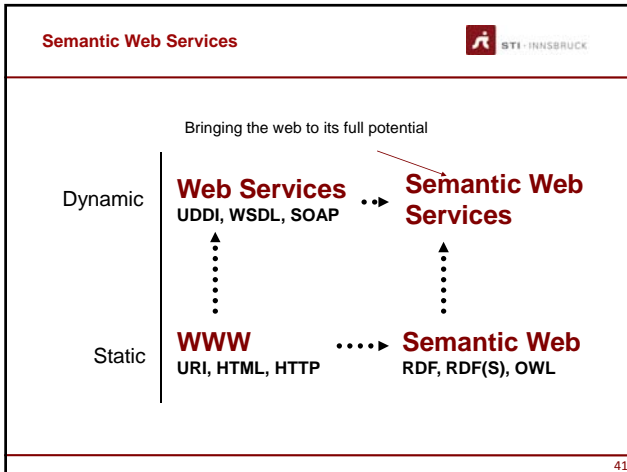 Semantic Web Services
STI · INNSBRUCK
Bringing the web to its full potential
Dynamic
Web Services
UDDI, WSDL, SOAP
Semantic Web
Services
Static
WWW
URI, HTML, HTTP
Semantic Web
RDF, RDF(S), OWL
41